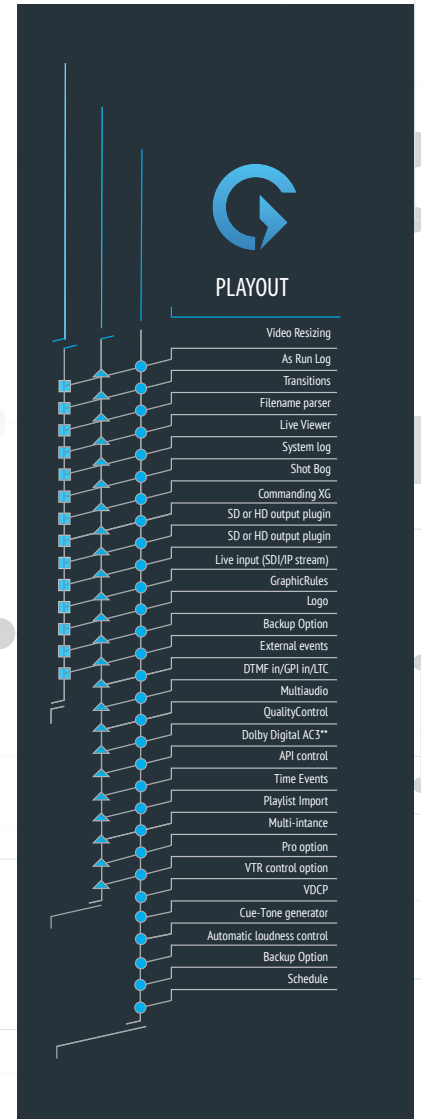 PLAYOUT
Video Resizing
As Run Log
Transitions
Filename parser
Live Viewer
System log
Shot Bog
Commanding XG
SD or HD output plugin
SD or HD output plugin
Live input (SDI/IP stream)
GraphicRules
Logo
Backup Option
External events
DTMF in/GPI in/LTC
Multiaudio
QualityControl
Dolby Digital AC3**
API control
Time Events
Playlist Import
Multi-intance
Pro option
VTR control option
VDCP
Cue-Tone generator
Automatic loudness control
Backup Option
Schedule